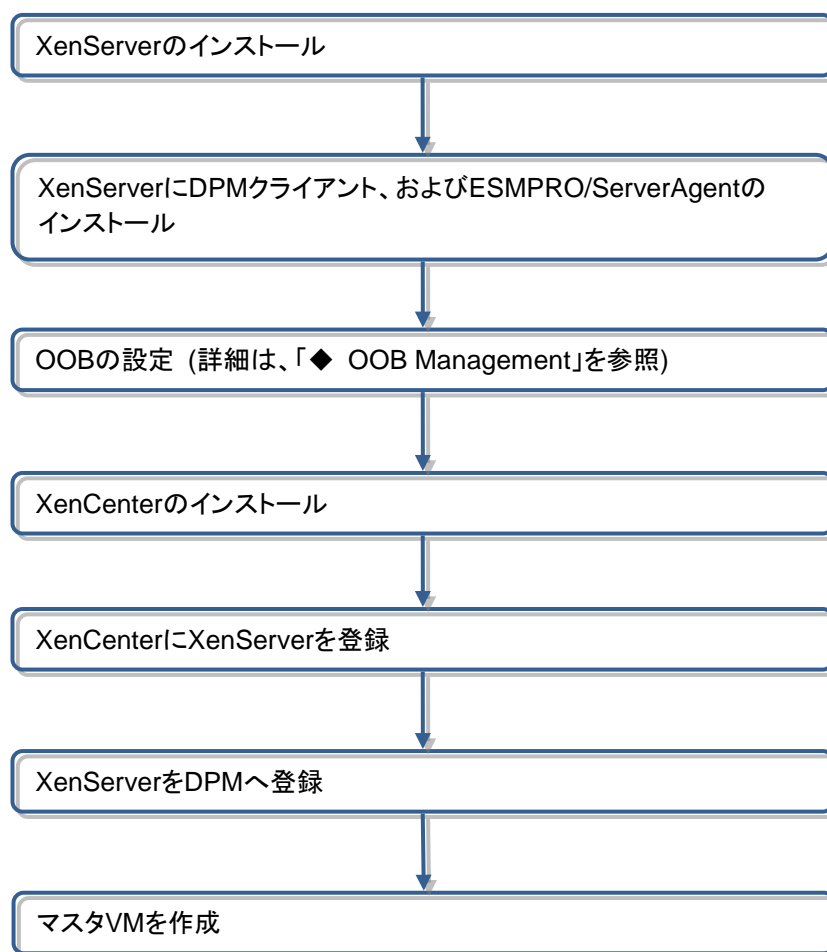 XenServerのインストール
XenServerにDPMクライアント、およびESMPRO/ServerAgentの
インストール
OOBの設定 (詳細は、「◆ OOB Management」を参照)
XenCenterのインストール
XenCenterにXenServerを登録
XenServerをDPMへ登録
マスタVMを作成